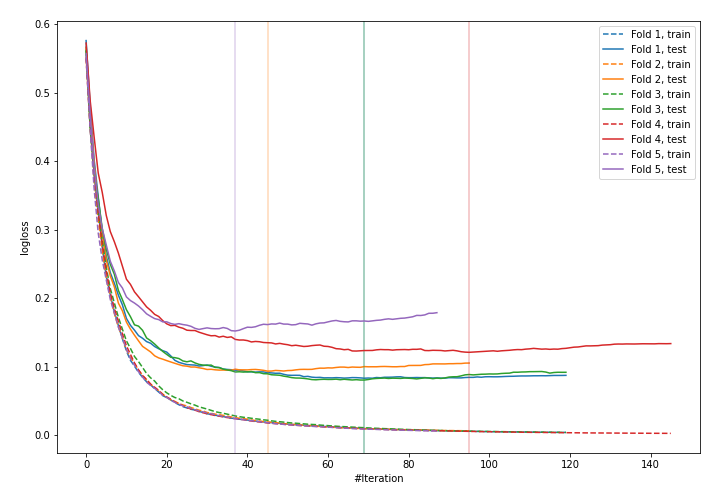 0.6
0.5
0.4
0.3
0.2
0.1
0.0
logloss
0 20 40 60 80 100 120 140
#Iteration
Fold 1, train
Fold 1, test
Fold 2, train
Fold 2, test
Fold 3, train
Fold 3, test
Fold 4, train
Fold 4, test
Fold 5, train
Fold 5, test